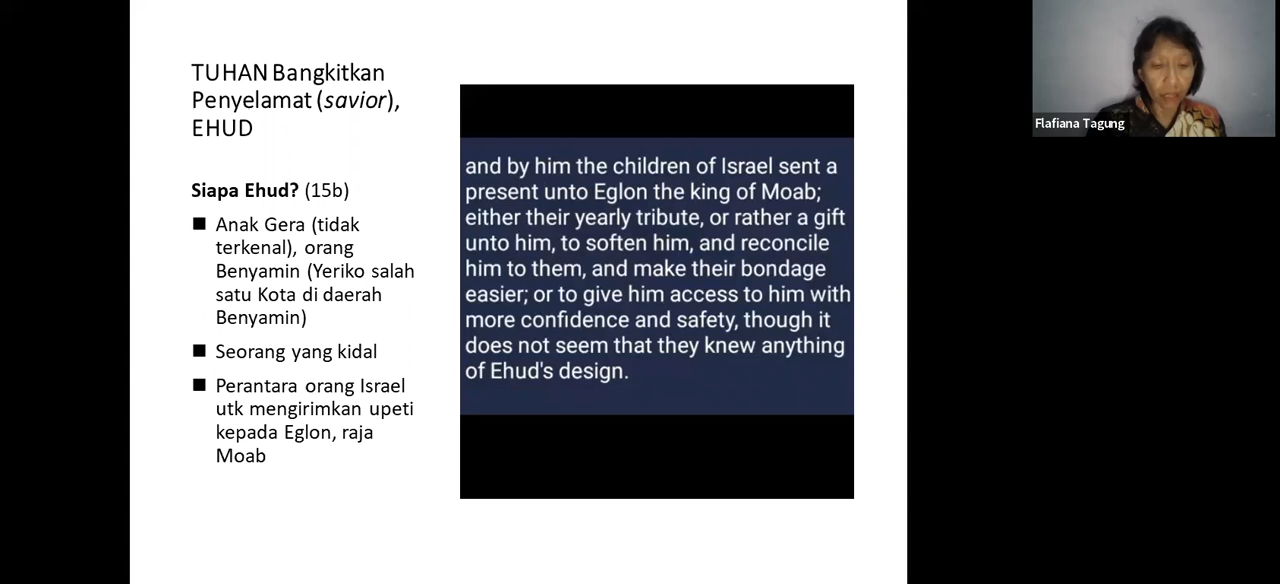 TUHAN Bangkitkan
Penyelamat (savior),
EHUD
Siapa Ehud? (15b)
Anak Gera (tidak
terkenal), orang
Benyamin (Yeriko salah
satu Kota di daerah
Benyamin)
Seorang yang kidal
Perantara orang Israel
utk mengirimkan upeti
kepada Eglon, raja
Moab
and by him the children of Israel sent a
present unto Eglon the king of Moab;
either their yearly tribute, or rather a gift
unto him, to soften him, and reconcile
him to them, and make their bondage
easier; or to give him access to him with
more confidence and safety, though it
does not seem that they knew anything
of Ehud's design.
Flafiana Tagung